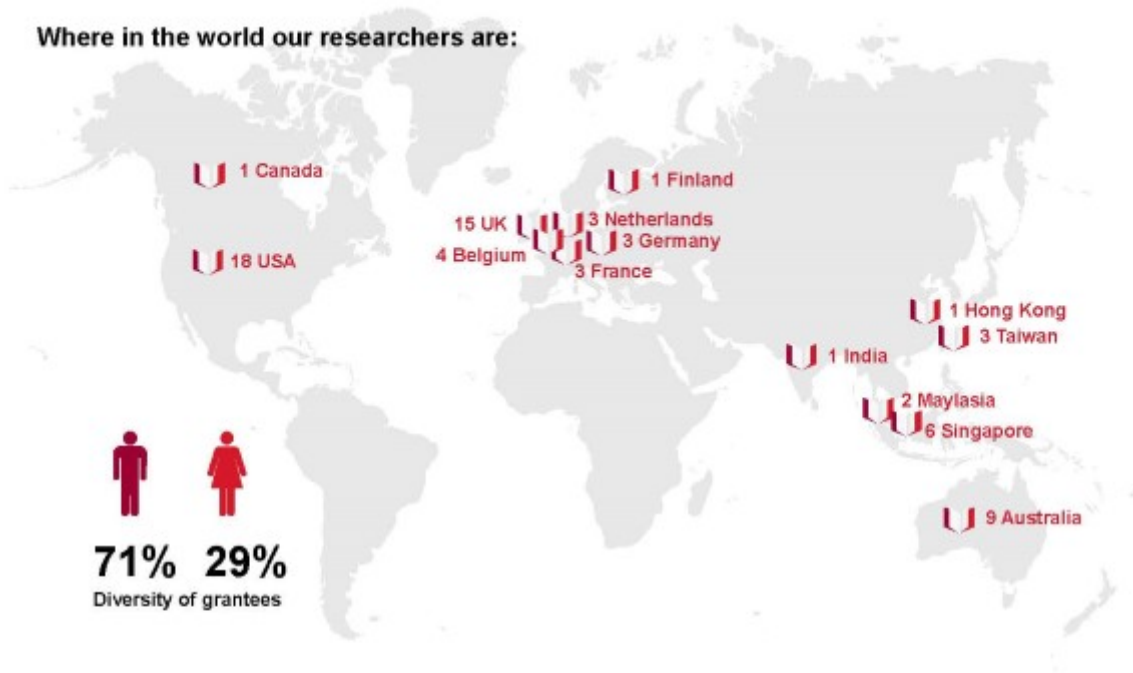 Where in the world our researchers are:
1 Canada
1 Finland
15 UK
3 Netherlands
3 Germany
4 Belgium
18 USA
3 France
1 Hong Kong
3 Taiwan
1 India
2 Maylasia
6 Singapore
9 Australia
71% 29%
Diversity of grantees